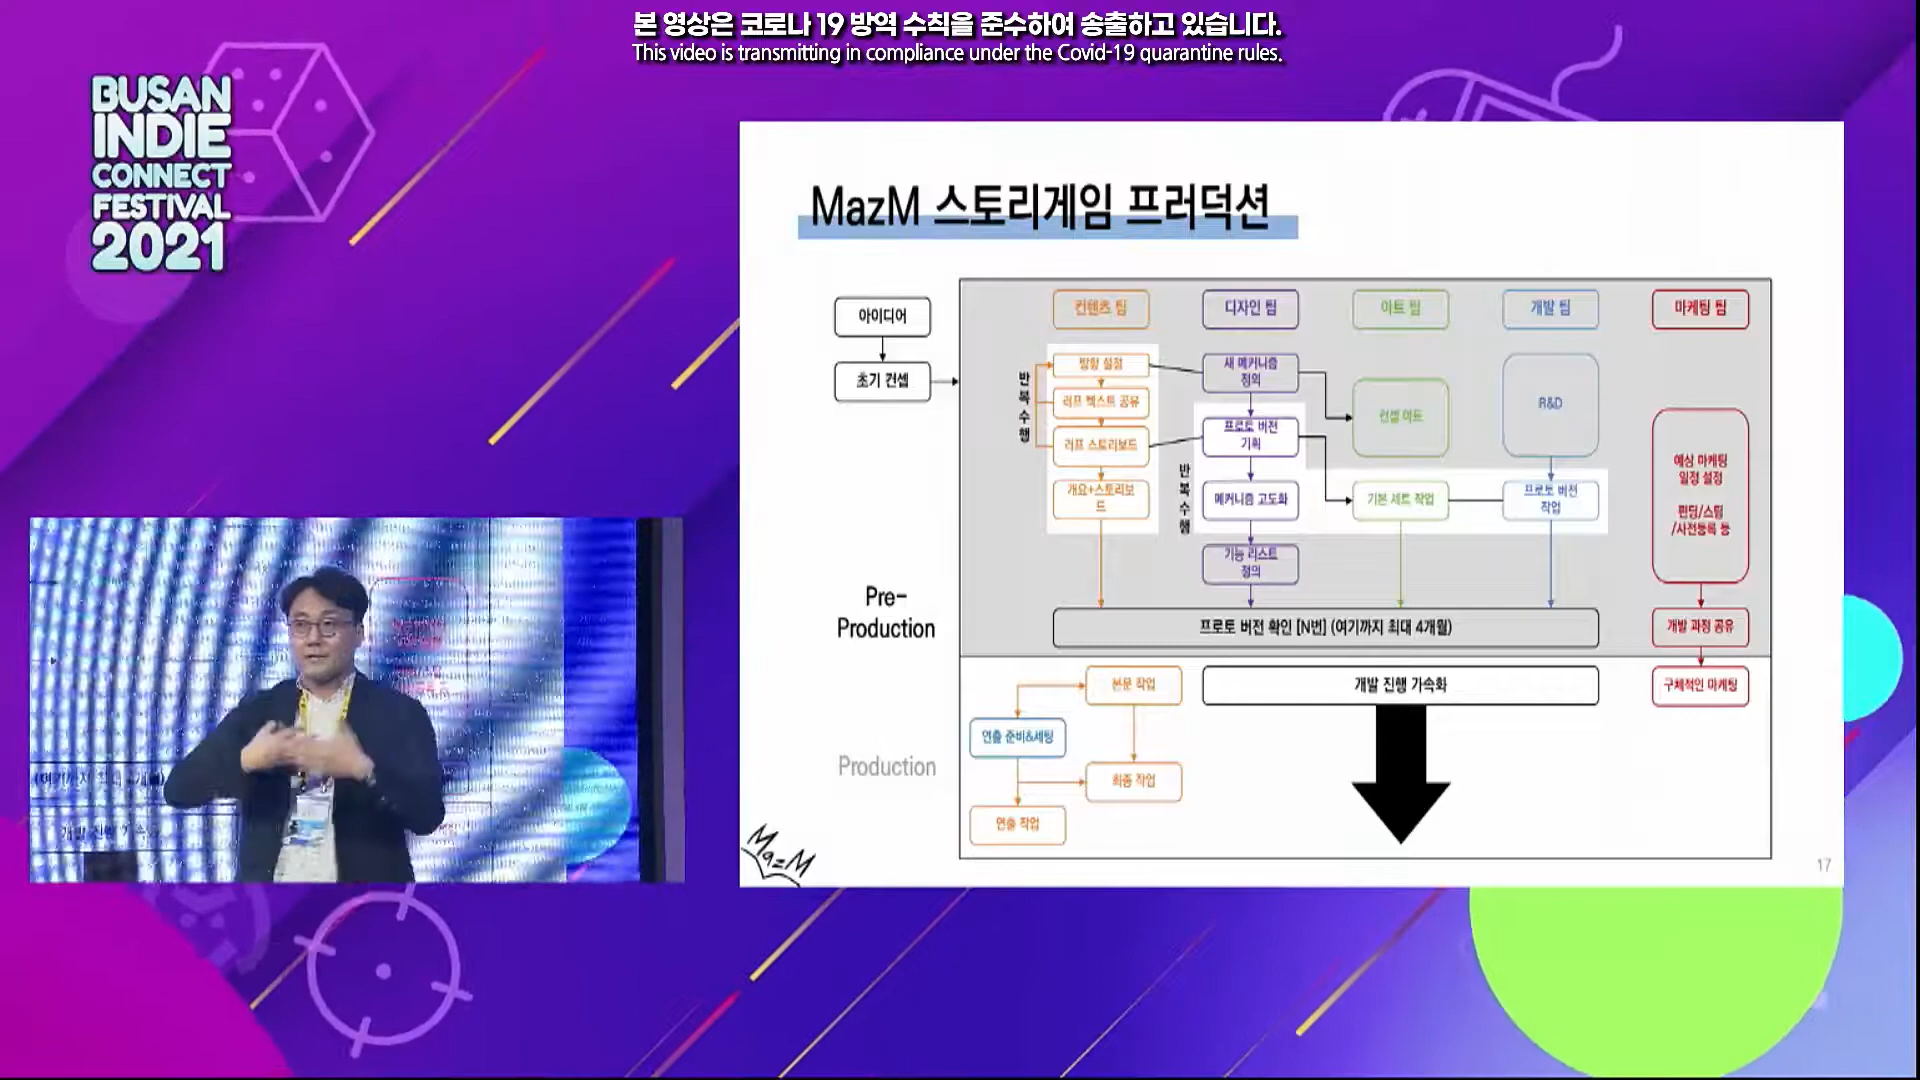 본 영상은 코로나 19 방역 수칙을 준수하여 송출하고 있습니다.
This video is transmitting in compliance under the Covid-19 quarantine rules.
BUSAN
INDIE
CONNECT
FESTIVAL
2021
MazM 스토리게임 프러덕션
아이디어
초기 컨셉
컨텐츠 팀
디자인 팀
아트 팀
개발 팀
마케팅 팀
반복수행
방향 설정
러프 텍스트 공유
러프 스토리보드
개요+스토리보
드
새 메커니즘
정의
프로토 버전
기획
반복수행
메커니즘 고도화
기능 리스트
정의
컨셉 아트
기본 세트 작업
R&D
프로토 버전
작업
예상 마케팅
일정 설정
펀딩/스팀
/사전등록 등
Pre-
Production
프로토 버전 확인 [N번] (여기까지 최대 4개월)
개발 과정 공유
개발 진행 가속화
구체적인 마케팅
Production
본문 작업
연출 준비&세팅
최종 작업
연출 작업
MazM
17